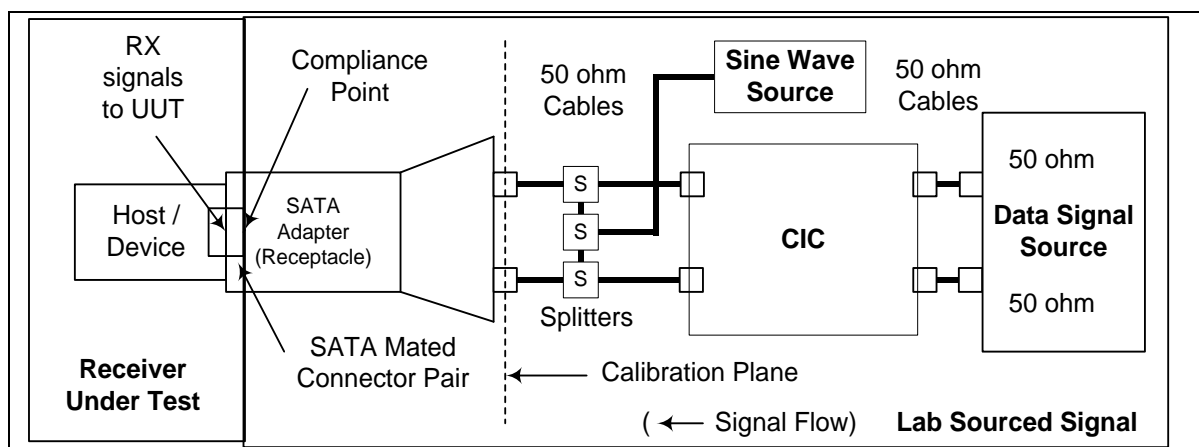 RX
signals
to UUT
Compliance
Point
50 ohm
Cables
Sine Wave
Source
50 ohm
Cables
Host /
Device
SATA
Adapter
(Receptacle)
S
S
S
Splitters
CIC
50 ohm
Data Signal
Source
50 ohm
SATA Mated
Connector Pair
Calibration Plane
Receiver
Under Test
( Signal Flow)
Lab Sourced Signal